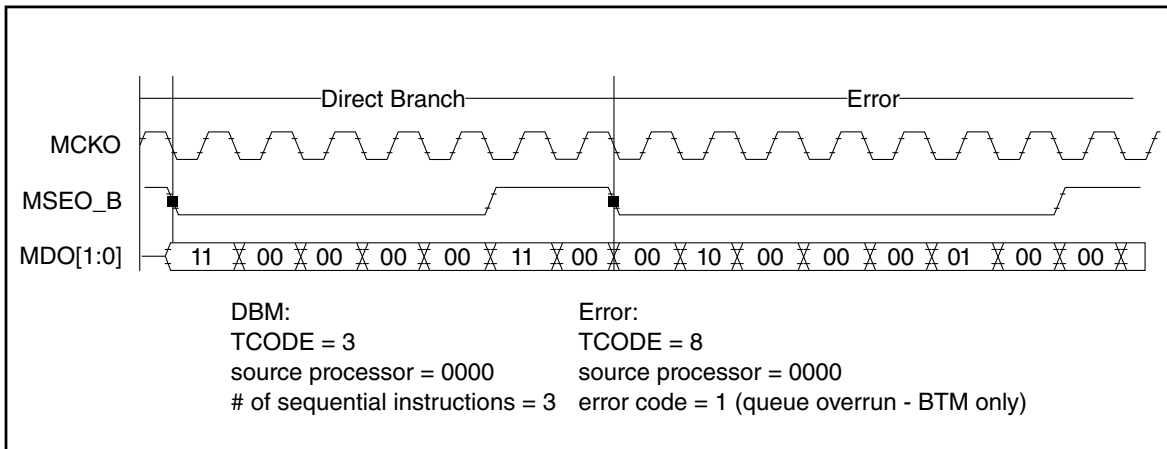 Direct Branch Error
MCKO
MSEO_B
MDO[1:0] 11 00 00 00 00 11 00 00 10 00 00 00 01 00 00
DBM:
TCODE = 3
source processor = 0000
# of sequential instructions = 3
Error:
TCODE = 8
source processor = 0000
error code = 1 (queue overrun - BTM only)